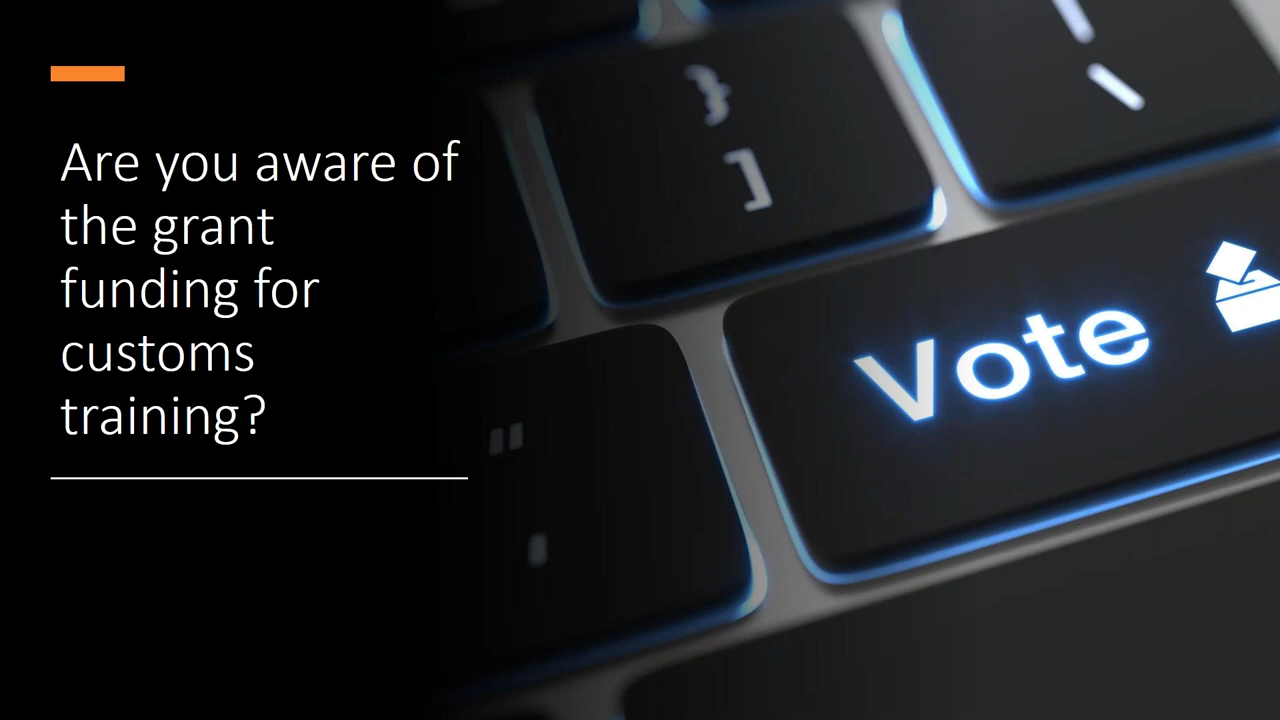 Are you aware of
the grant
funding for
customs
training?
}
]
|
\
"
'
Vote